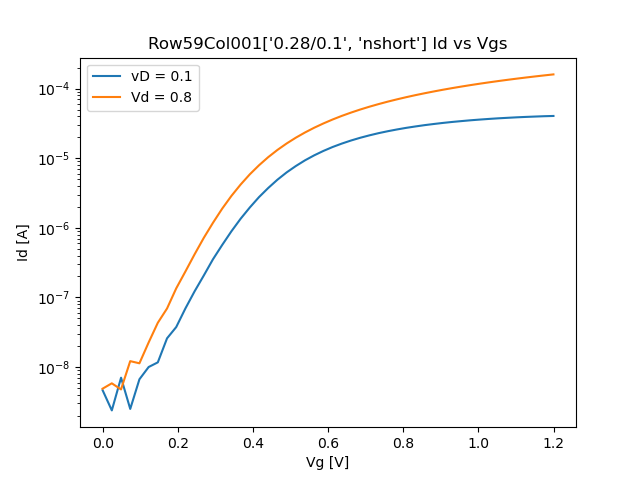 Row59Col001['0.28/0.1', 'nshort'] Id vs Vgs
vD = 0.1
Vd = 0.8
Id [A]
10⁻⁴
10⁻⁵
10⁻⁶
10⁻⁷
10⁻⁸
0.0 0.2 0.4 0.6 0.8 1.0 1.2
Vg [V]